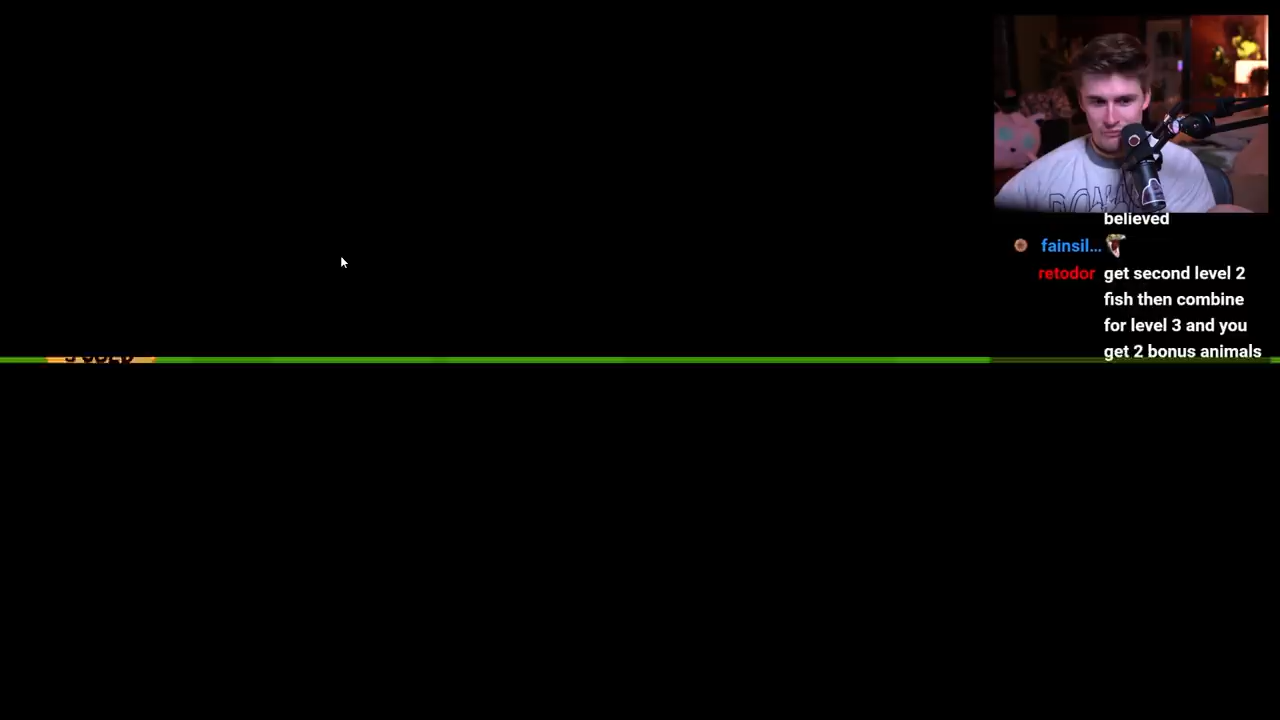 believed
fainsil...
retodor get second level 2
fish then combine
for level 3 and you
get 2 bonus animals